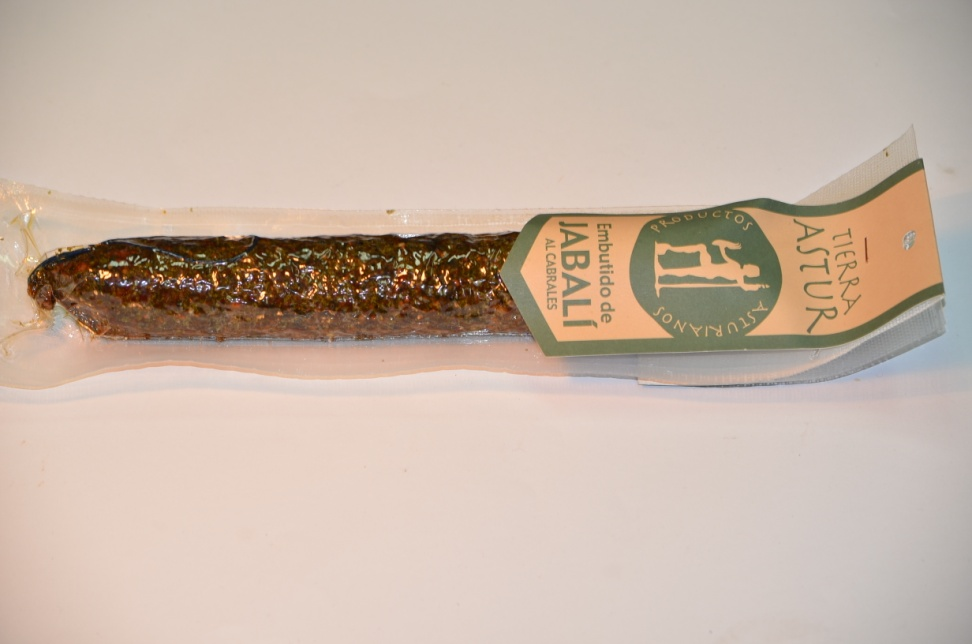 TIERRA
ASTUR
PRODUCTOS
ASTURIANOS
Embutido de
JABALÍ
AL CABRALES